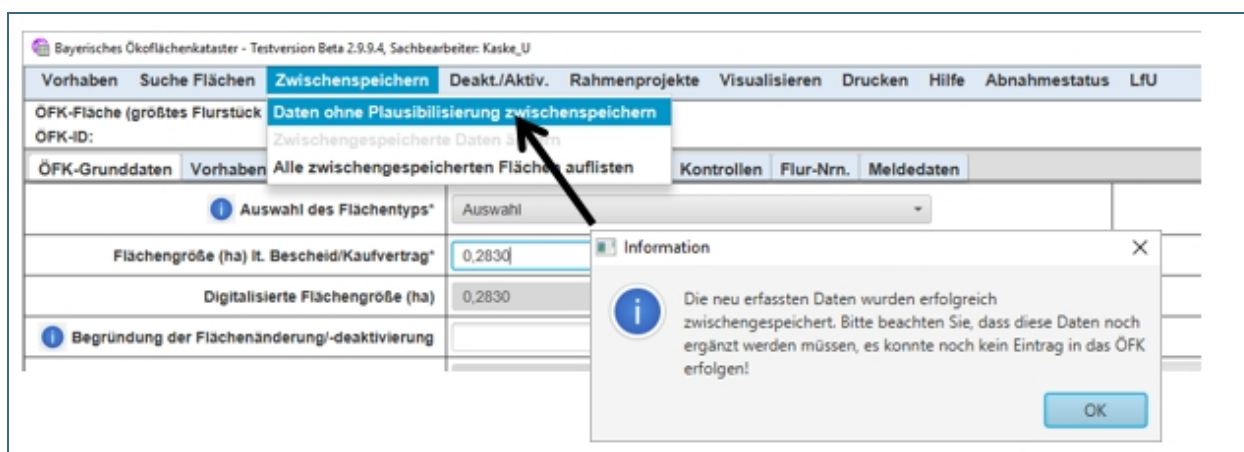 Bayerisches Ökoflächenkataster - Testversion Beta 2.9.9.4, Sachbearbeiter: Kaske_U
Vorhaben Suche Flächen Zwischenspeichern Deakt./Aktiv. Rahmenprojekte Visualisieren Drucken Hilfe Abnahmestatus LfU
ÖFK-Fläche (größtes Flurstück Daten ohne Plausibilisierung zwischenspeichern
ÖFK-ID: Zwischengespeicherte Daten
ÖFK-Grunddaten Vorhaben Alle zwischengespeicherten Flächen auflisten Kontrollen Flur-Nrn. Meldedaten
Auswahl des Flächentyps* Auswahl
Flächengröße (ha) lt. Bescheid/Kaufvertrag* 0,2830
Digitalisierte Flächengröße (ha) 0,2830
Begründung der Flächenänderung/-deaktivierung
Information
Die neu erfassten Daten wurden erfolgreich
zwischengespeichert. Bitte beachten Sie, dass diese Daten noch
ergänzt werden müssen, es konnte noch kein Eintrag in das ÖFK
erfolgen!
OK